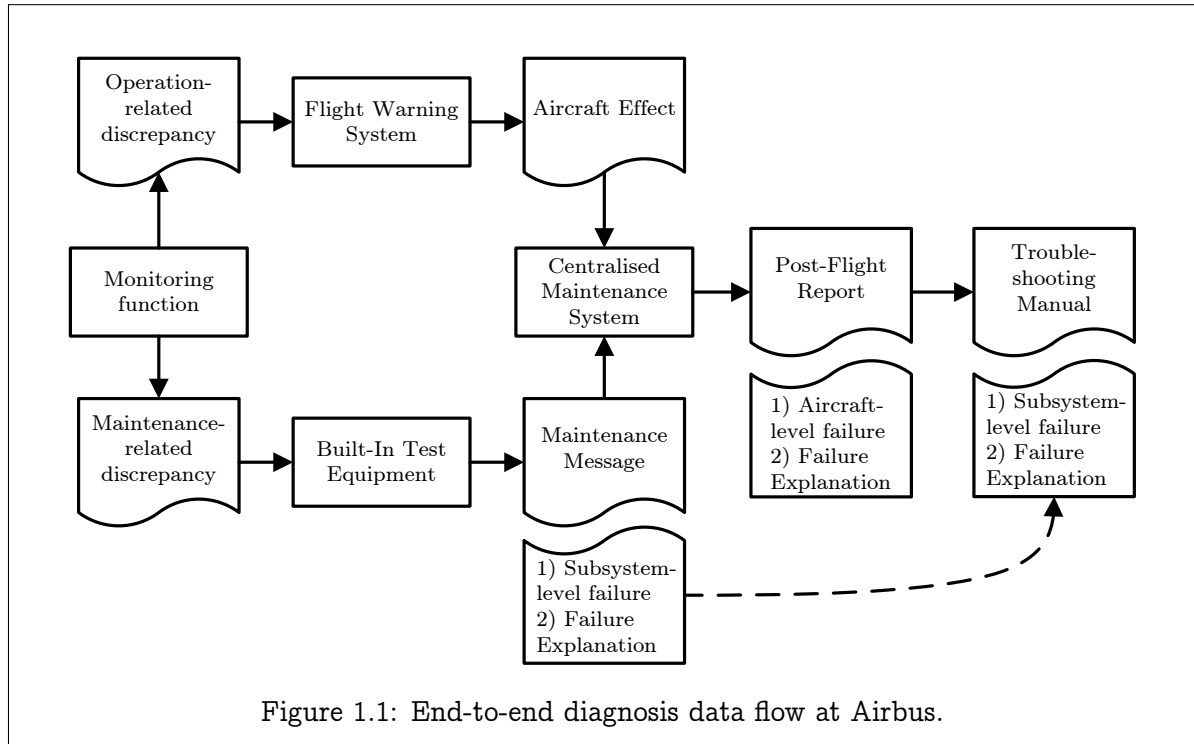 Operation-
related
discrepancy
Flight Warning
System
Aircraft Effect
Monitoring
function
Centralised
Maintenance
System
Post-Flight
Report
Trouble-
shooting
Manual
Maintenance-
related
discrepancy
Built-In Test
Equipment
Maintenance
Message
1) Aircraft-
level failure
2) Failure
Explanation
1) Subsystem-
level failure
2) Failure
Explanation
1) Subsystem-
level failure
2) Failure
Explanation
Figure 1.1: End-to-end diagnosis data flow at Airbus.